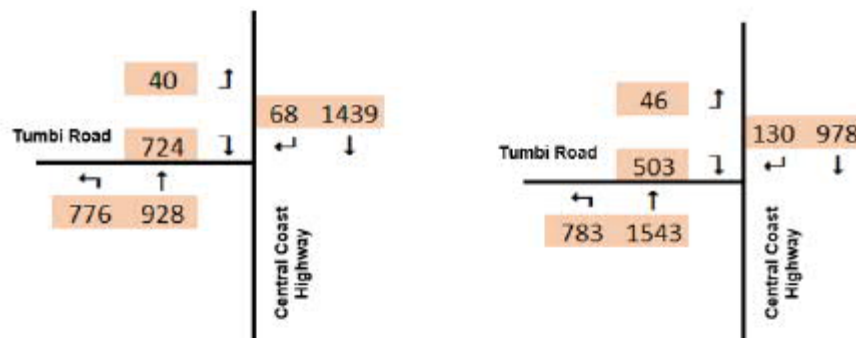 40
68 1439
Tumbi Road
724
776 928
Central Coast
Highway
46
130 978
Tumbi Road
503
783 1543
Central Coast
Highway